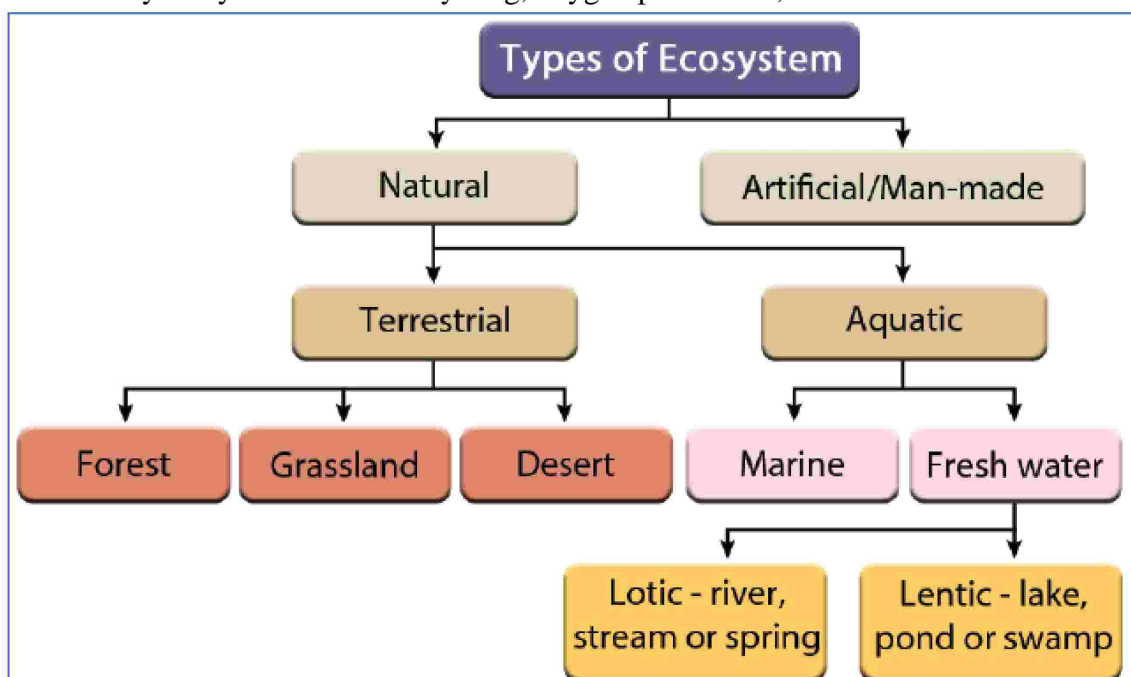 Types of Ecosystem
Natural
Artificial/Man-made
Terrestrial
Aquatic
Forest
Grassland
Desert
Marine
Fresh water
Lotic - river,
stream or spring
Lentic - lake,
pond or swamp